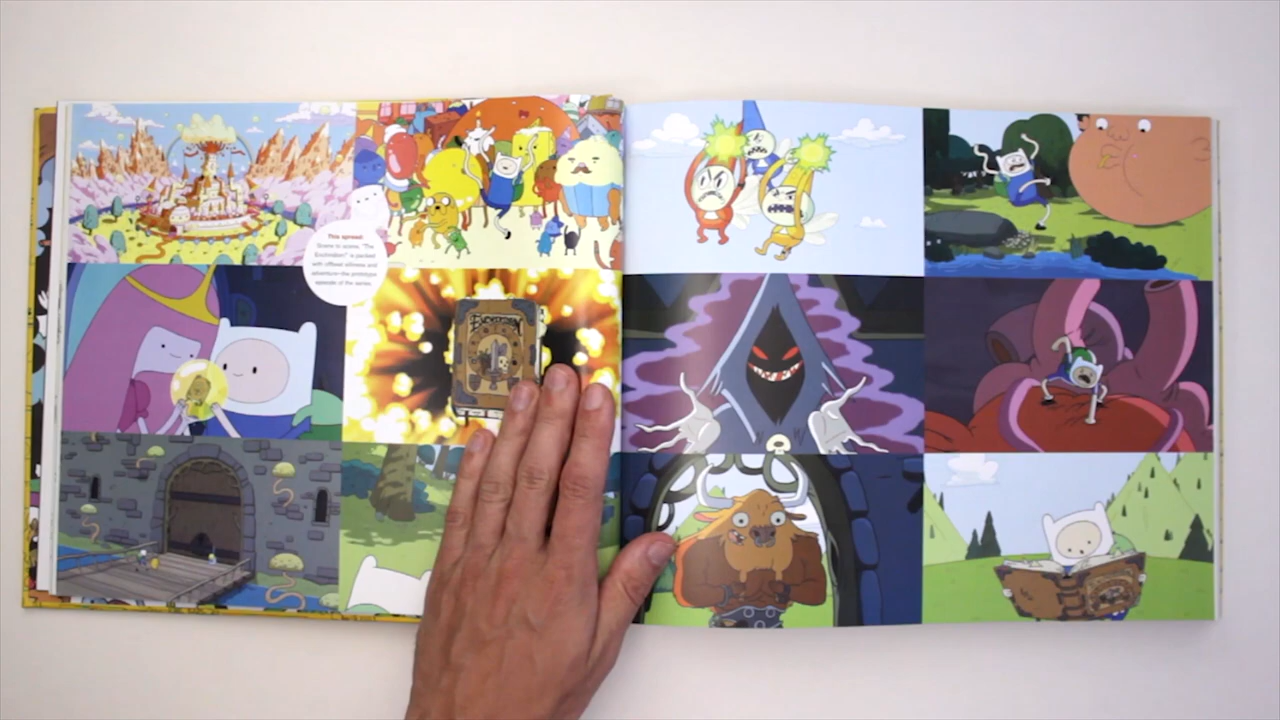 This spread:
Scene to scene, "The
Enchiridion!" is packed
with offbeat silliness and
adventure—the prototype
episode of the series.